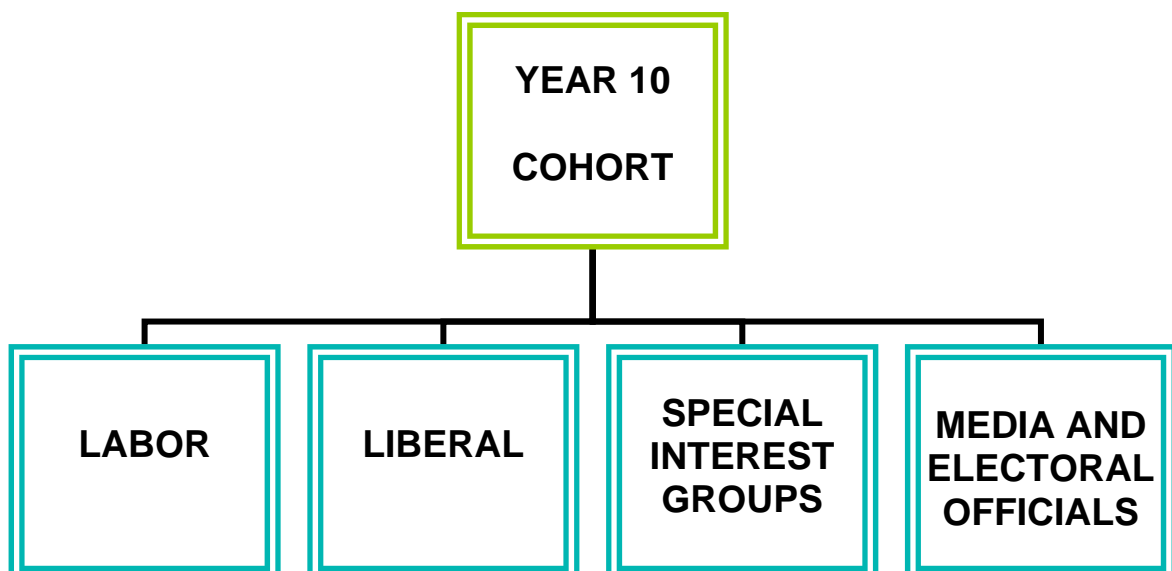 YEAR 10
COHORT
LABOR
LIBERAL
SPECIAL
INTEREST
GROUPS
MEDIA AND
ELECTORAL
OFFICIALS